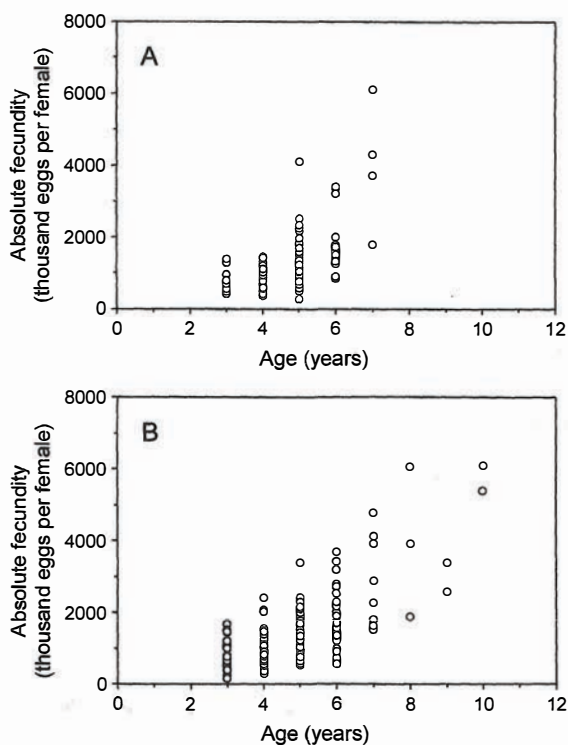 8000
A
6000
4000
2000
0
0 2 4 6 8 10 12
Absolute fecundity
(thousand eggs per female)
Age (years)
8000
B
6000
4000
2000
0
0 2 4 6 8 10 12
Absolute fecundity
(thousand eggs per female)
Age (years)